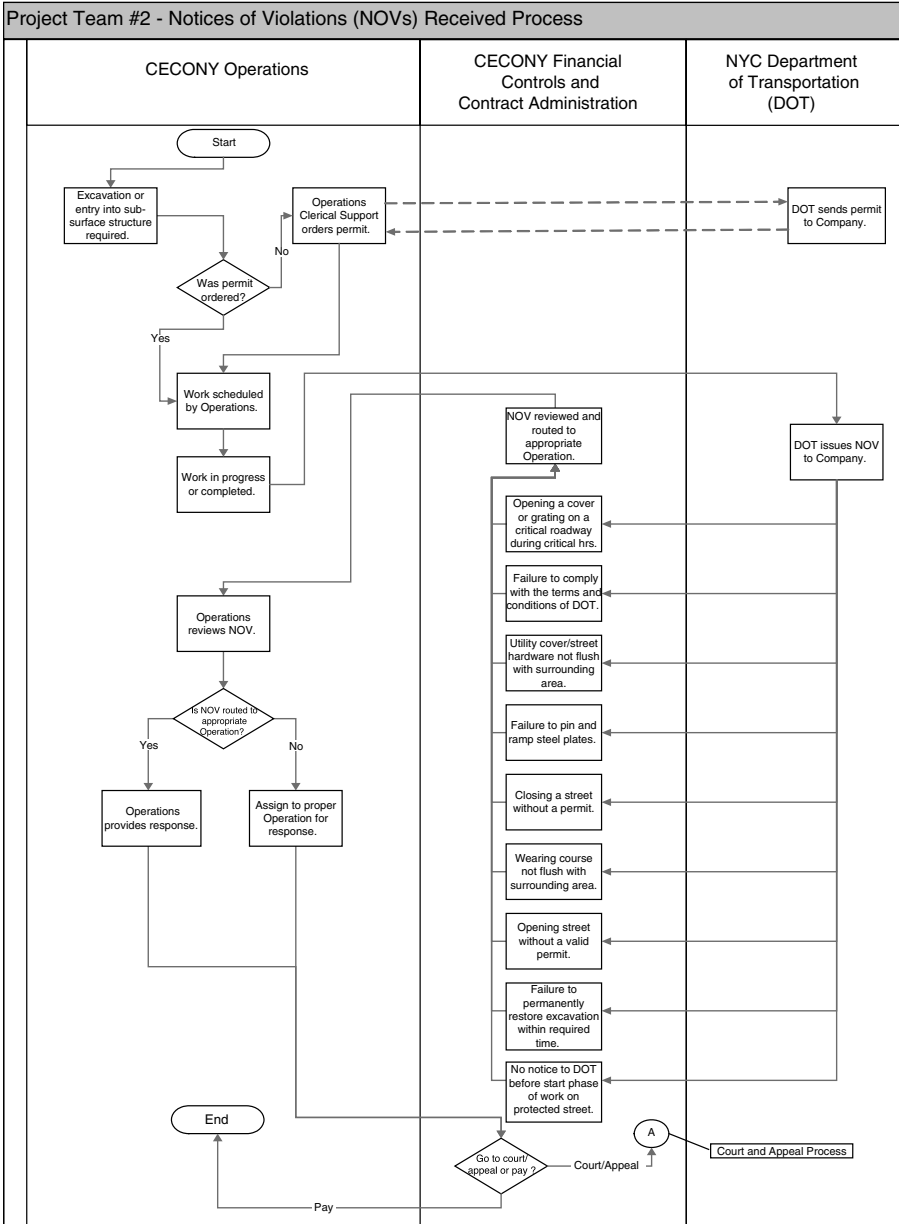 Project Team #2 - Notices of Violations (NOVs) Received Process
CECONY Operations
CECONY Financial
Controls and
Contract Administration
NYC Department
of Transportation
(DOT)
Start
Excavation or
entry into sub-
surface structure
required.
Operations
Clerical Support
orders permit.
DOT sends permit
to Company.
No
Was permit
ordered?
Yes
Work scheduled
by Operations.
NOV reviewed and
routed to
appropriate
Operation.
DOT issues NOV
to Company.
Work in progress
or completed.
Opening a cover
or grating on a
critical roadway
during critical hrs.
Failure to comply
with the terms and
conditions of DOT.
Operations
reviews NOV.
Utility cover/street
hardware not flush
with surrounding
area.
Is NOV routed to
appropriate
Operation?
Yes
No
Failure to pin and
ramp steel plates.
Operations
provides response.
Assign to proper
Operation for
response.
Closing a street
without a permit.
Wearing course
not flush with
surrounding area.
Opening street
without a valid
permit.
Failure to
permanently
restore excavation
within required
time.
No notice to DOT
before start phase
of work on
protected street.
End
Go to court/
appeal or pay ?
Court/Appeal
A
Court and Appeal Process
Pay